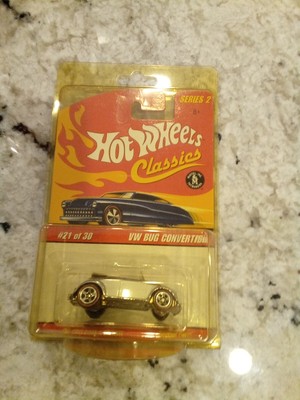 SERIES 2
Hot Wheels
Classics
#21 of 30 VW BUG CONVERTIBLE